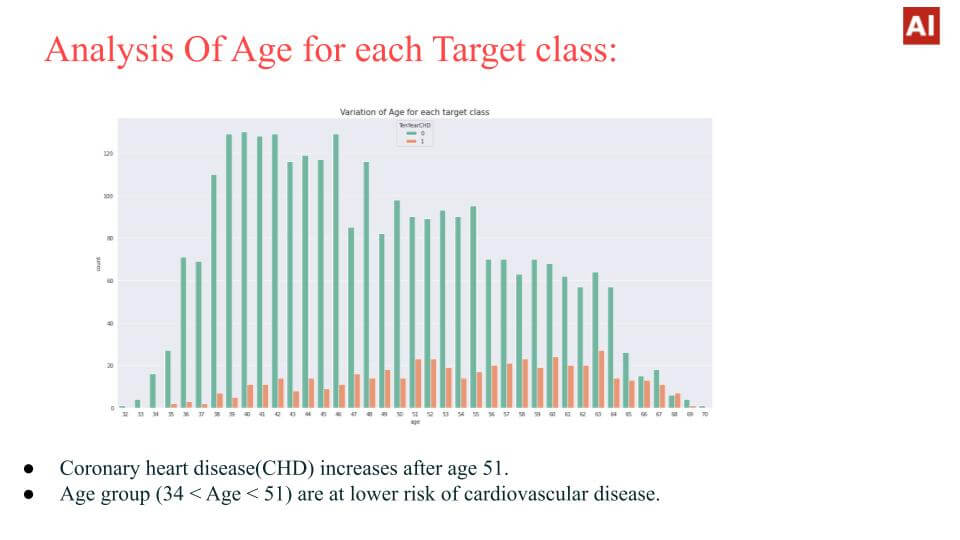 AI
Analysis Of Age for each Target class:
Variation of Age for each target class
TenYearCHD
0
1
120
100
80
60
40
20
0
count
32 33 34 35 36 37 38 39 40 41 42 43 44 45 46 47 48 49 50 51 52 53 54 55 56 57 58 59 60 61 62 63 64 65 66 67 68 69 70
age
● Coronary heart disease(CHD) increases after age 51.
● Age group (34 < Age < 51) are at lower risk of cardiovascular disease.